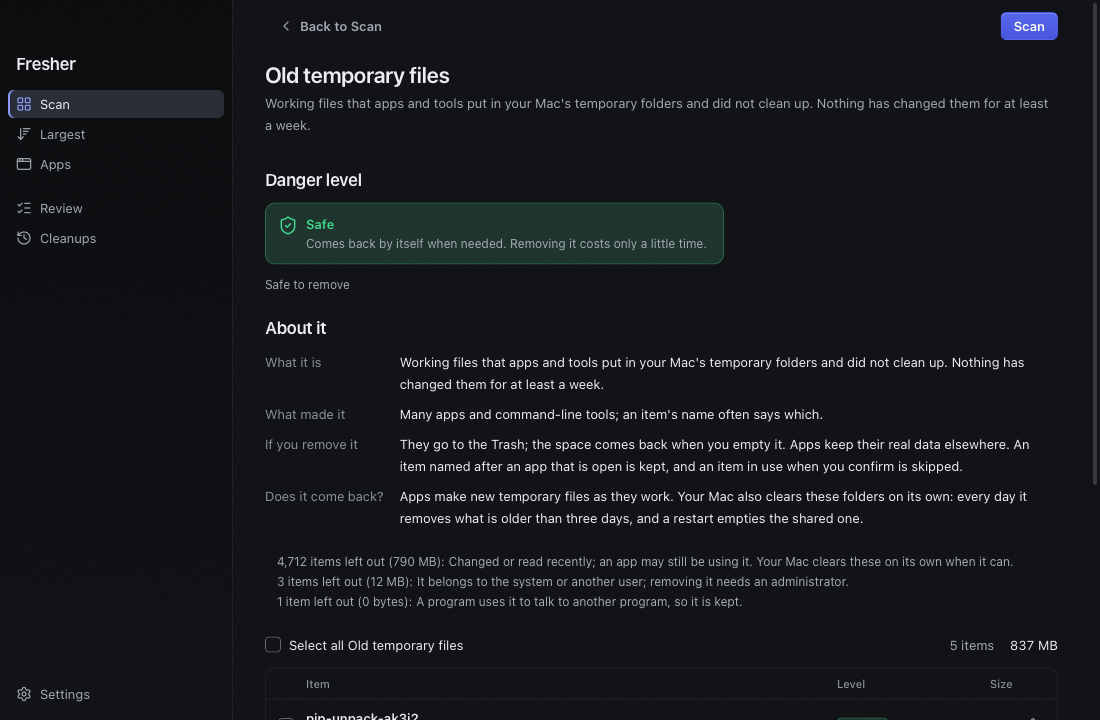 Back to Scan
Scan
Fresher
Scan
Largest
Apps
Review
Cleanups
Settings
Old temporary files
Working files that apps and tools put in your Mac's temporary folders and did not clean up. Nothing has changed them for at least
a week.
Danger level
Safe
Comes back by itself when needed. Removing it costs only a little time.
Safe to remove
About it
What it is
Working files that apps and tools put in your Mac's temporary folders and did not clean up. Nothing has
changed them for at least a week.
What made it
Many apps and command-line tools; an item's name often says which.
If you remove it
They go to the Trash; the space comes back when you empty it. Apps keep their real data elsewhere. An
item named after an app that is open is kept, and an item in use when you confirm is skipped.
Does it come back?
Apps make new temporary files as they work. Your Mac also clears these folders on its own: every day it
removes what is older than three days, and a restart empties the shared one.
4,712 items left out (790 MB): Changed or read recently; an app may still be using it. Your Mac clears these on its own when it can.
3 items left out (12 MB): It belongs to the system or another user; removing it needs an administrator.
1 item left out (0 bytes): A program uses it to talk to another program, so it is kept.
Select all Old temporary files
5 items
837 MB
Item
Level
Size